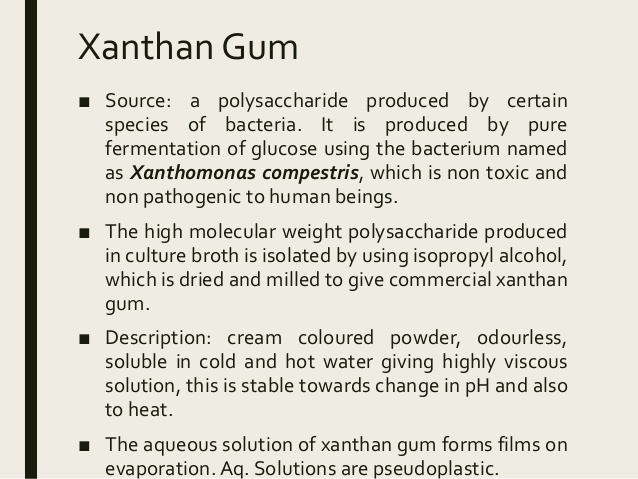 Xanthan Gum
■ Source: a polysaccharide produced by certain
species of bacteria. It is produced by pure
fermentation of glucose using the bacterium named
as Xanthomonas compestris, which is non toxic and
non pathogenic to human beings.
■ The high molecular weight polysaccharide produced
in culture broth is isolated by using isopropyl alcohol,
which is dried and milled to give commercial xanthan
gum.
■ Description: cream coloured powder, odourless,
soluble in cold and hot water giving highly viscous
solution, this is stable towards change in pH and also
to heat.
■ The aqueous solution of xanthan gum forms films on
evaporation. Aq. Solutions are pseudoplastic.